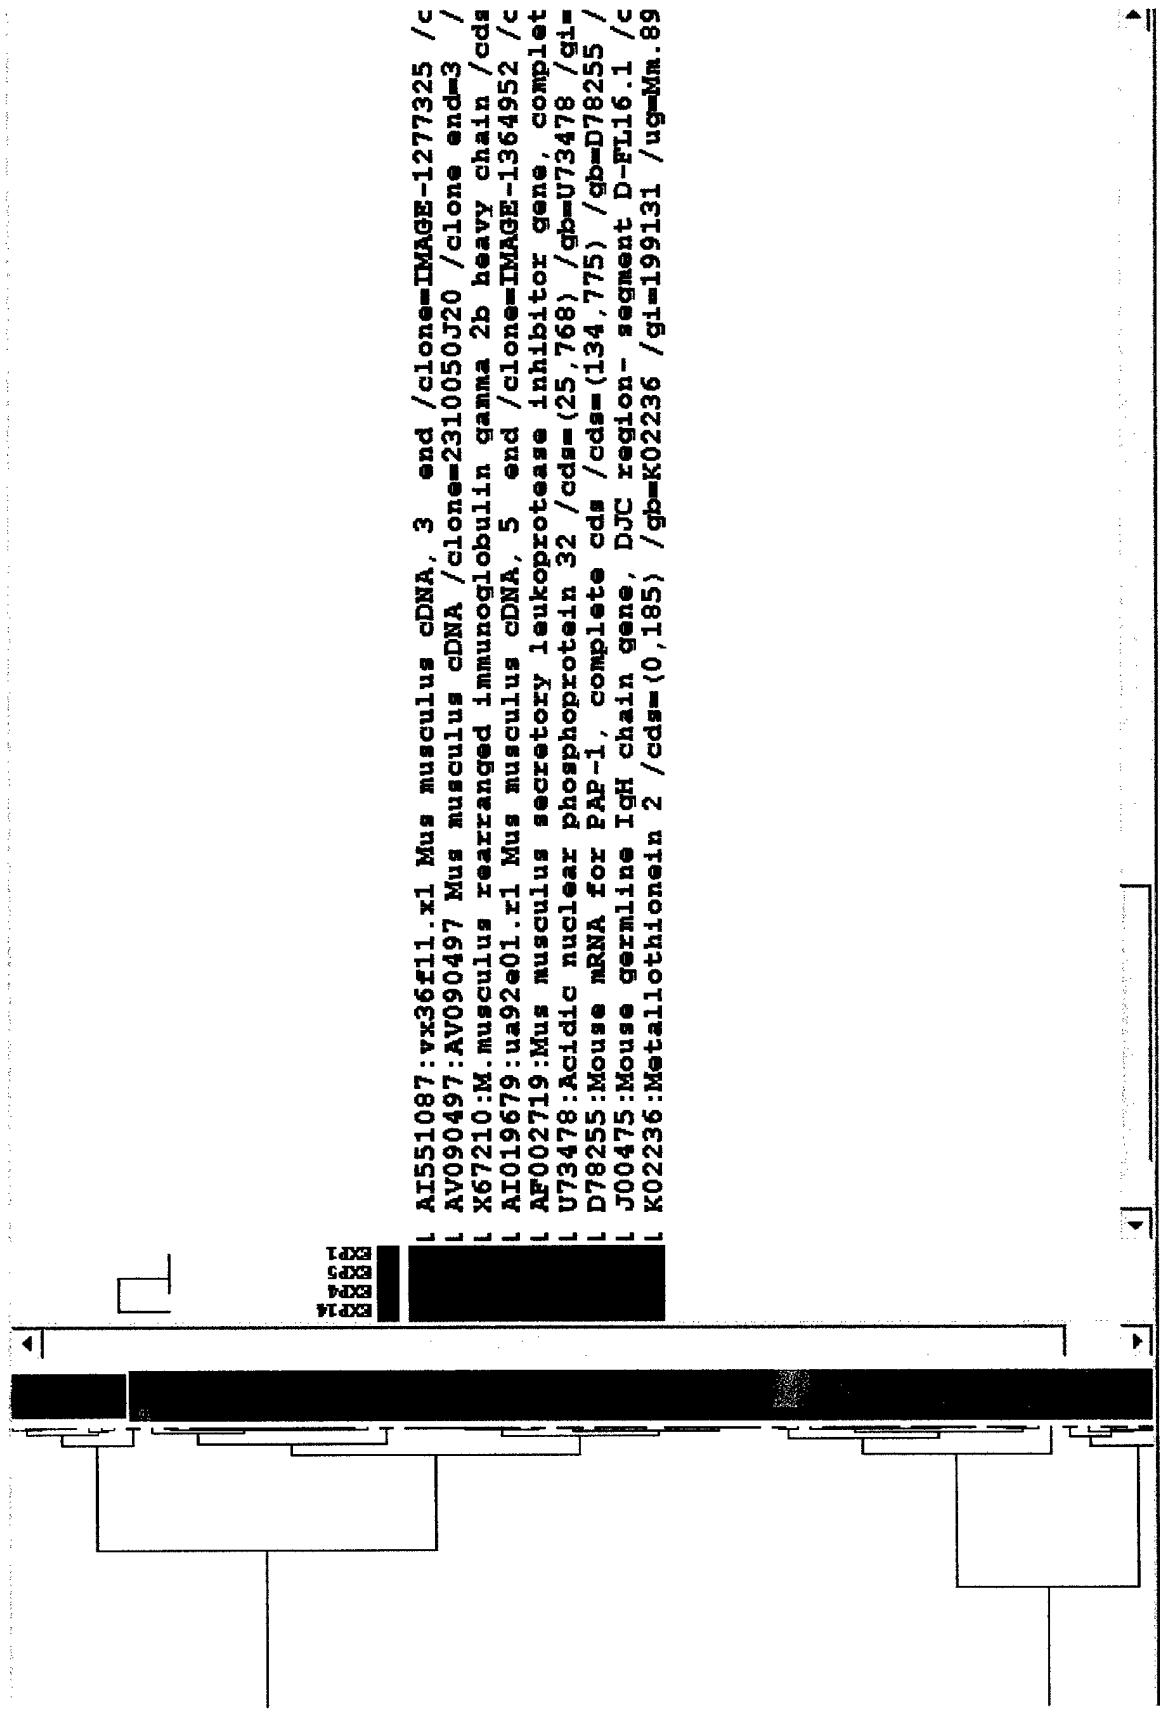 EXP14
EXP4
EXP5
EXP1
AI551087:vx36f11.x1 Mus musculus cDNA, 3 end /clone=IMAGE-1277325 /c
AV090497:AV090497 Mus musculus cDNA /clone=2310050J20 /clone end=3 /
X67210:M.musculus rearranged immunoglobulin gamma 2b heavy chain /cds
AI019679:ua92e01.r1 Mus musculus cDNA, 5 end /clone=IMAGE-1364952 /c
AF002719:Mus musculus secretory leukoprotease inhibitor gene, complet
U73478:Acidic nuclear phosphoprotein 32 /cds=(25,768) /gb=U73478 /gi=
D78255:Mouse mRNA for PAP-1, complete cds /cds=(134,775) /gb=D78255 /
J00475:Mouse germline IgH chain gene, DJC region- segment D-FL16.1 /c
K02236:Metallothionein 2 /cds=(0,185) /gb=K02236 /gi=199131 /ug=Mm.89